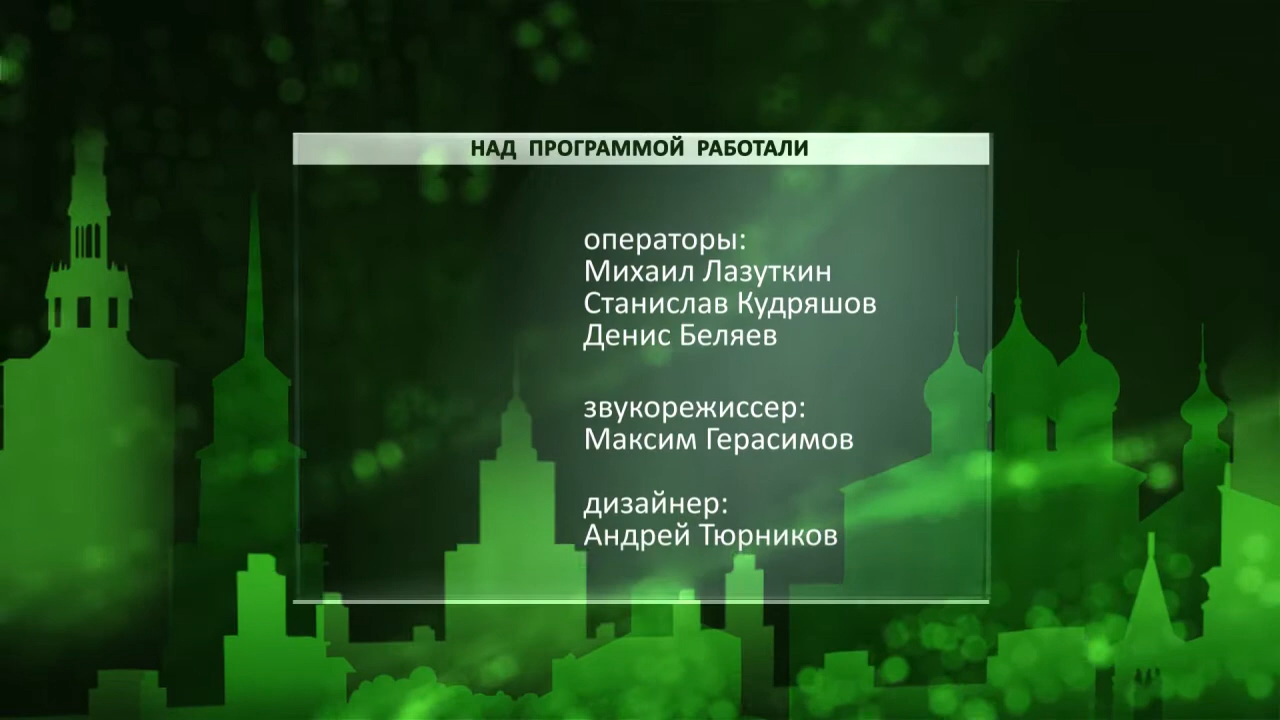 НАД ПРОГРАММОЙ РАБОТАЛИ
операторы:
Михаил Лазуткин
Станислав Кудряшов
Денис Беляев
звукорежиссер:
Максим Герасимов
дизайнер:
Андрей Тюрников